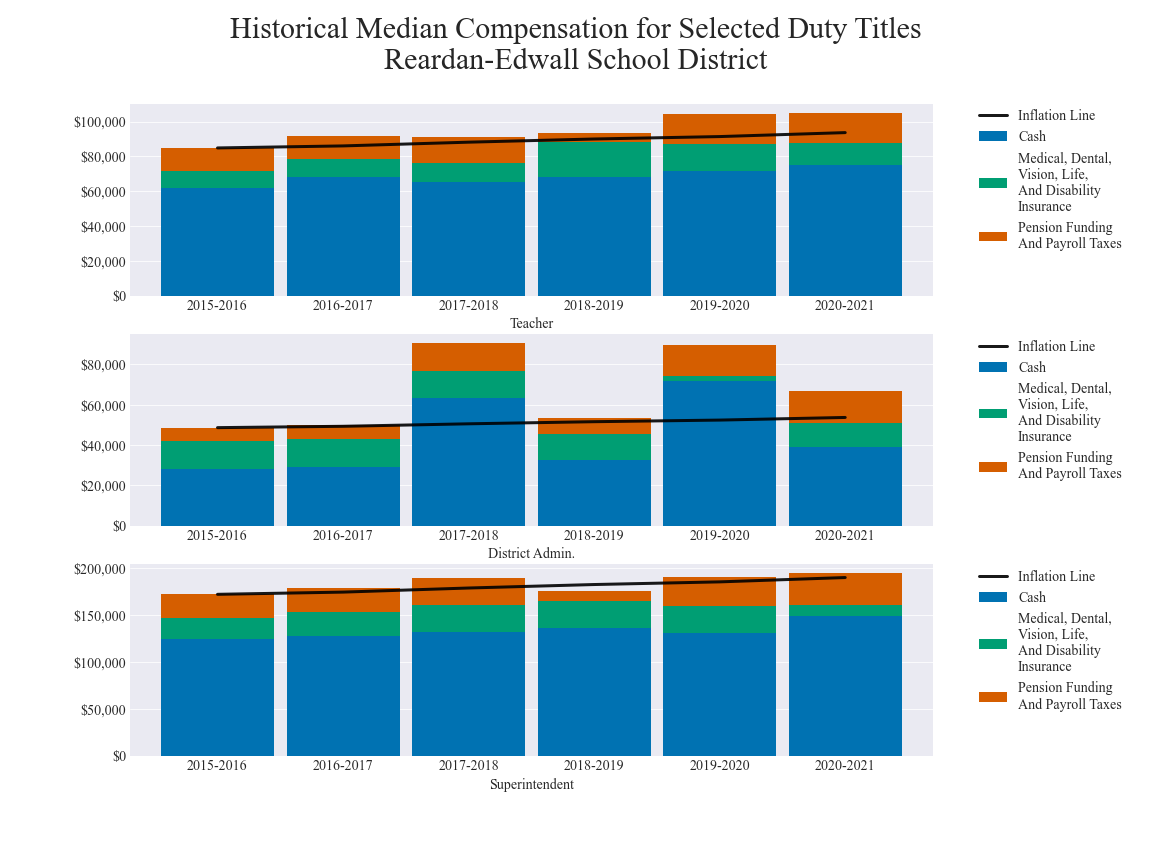 Historical Median Compensation for Selected Duty Titles
Reardan-Edwall School District
$100,000
$80,000
$60,000
$40,000
$20,000
$0
2015-2016 2016-2017 2017-2018 2018-2019 2019-2020 2020-2021
Teacher
Inflation Line
Cash
Medical, Dental,
Vision, Life,
And Disability
Insurance
Pension Funding
And Payroll Taxes
$80,000
$60,000
$40,000
$20,000
$0
2015-2016 2016-2017 2017-2018 2018-2019 2019-2020 2020-2021
District Admin.
Inflation Line
Cash
Medical, Dental,
Vision, Life,
And Disability
Insurance
Pension Funding
And Payroll Taxes
$200,000
$150,000
$100,000
$50,000
$0
2015-2016 2016-2017 2017-2018 2018-2019 2019-2020 2020-2021
Superintendent
Inflation Line
Cash
Medical, Dental,
Vision, Life,
And Disability
Insurance
Pension Funding
And Payroll Taxes